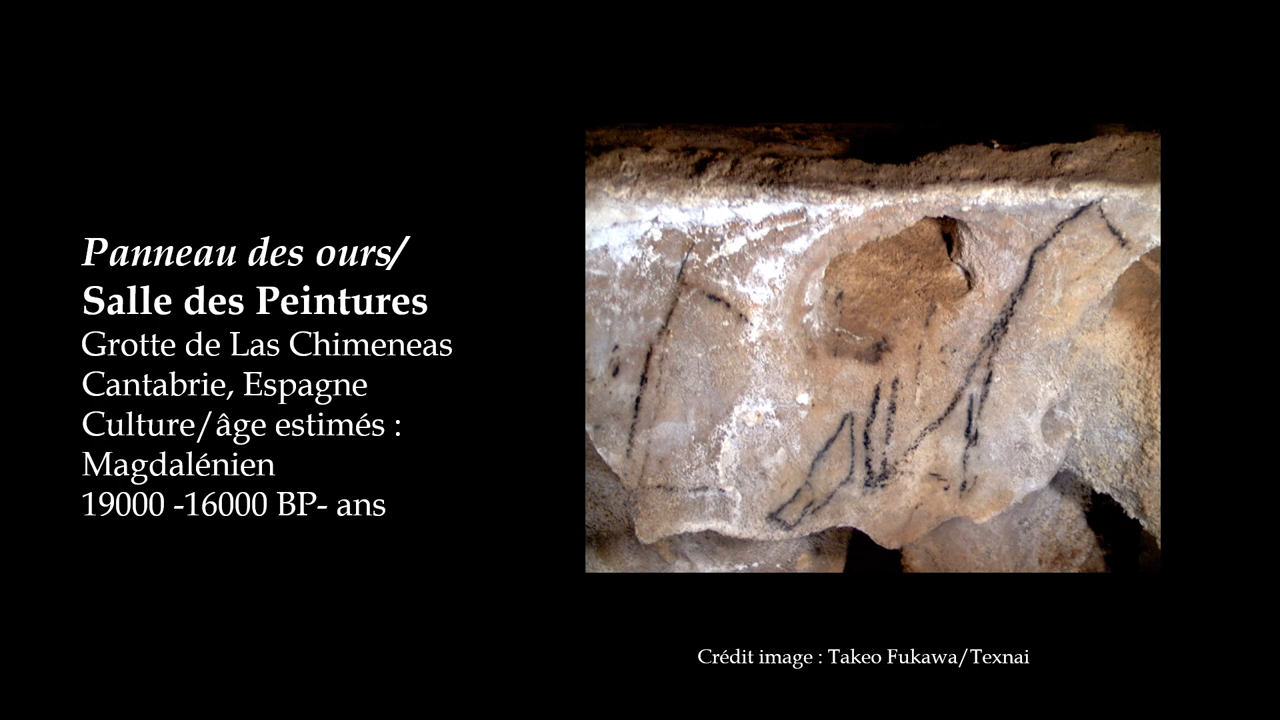 Panneau des ours/
Salle des Peintures
Grotte de Las Chimeneas
Cantabrie, Espagne
Culture/âge estimés :
Magdalénien
19000 -16000 BP- ans
Crédit image : Takeo Fukawa/Texnai